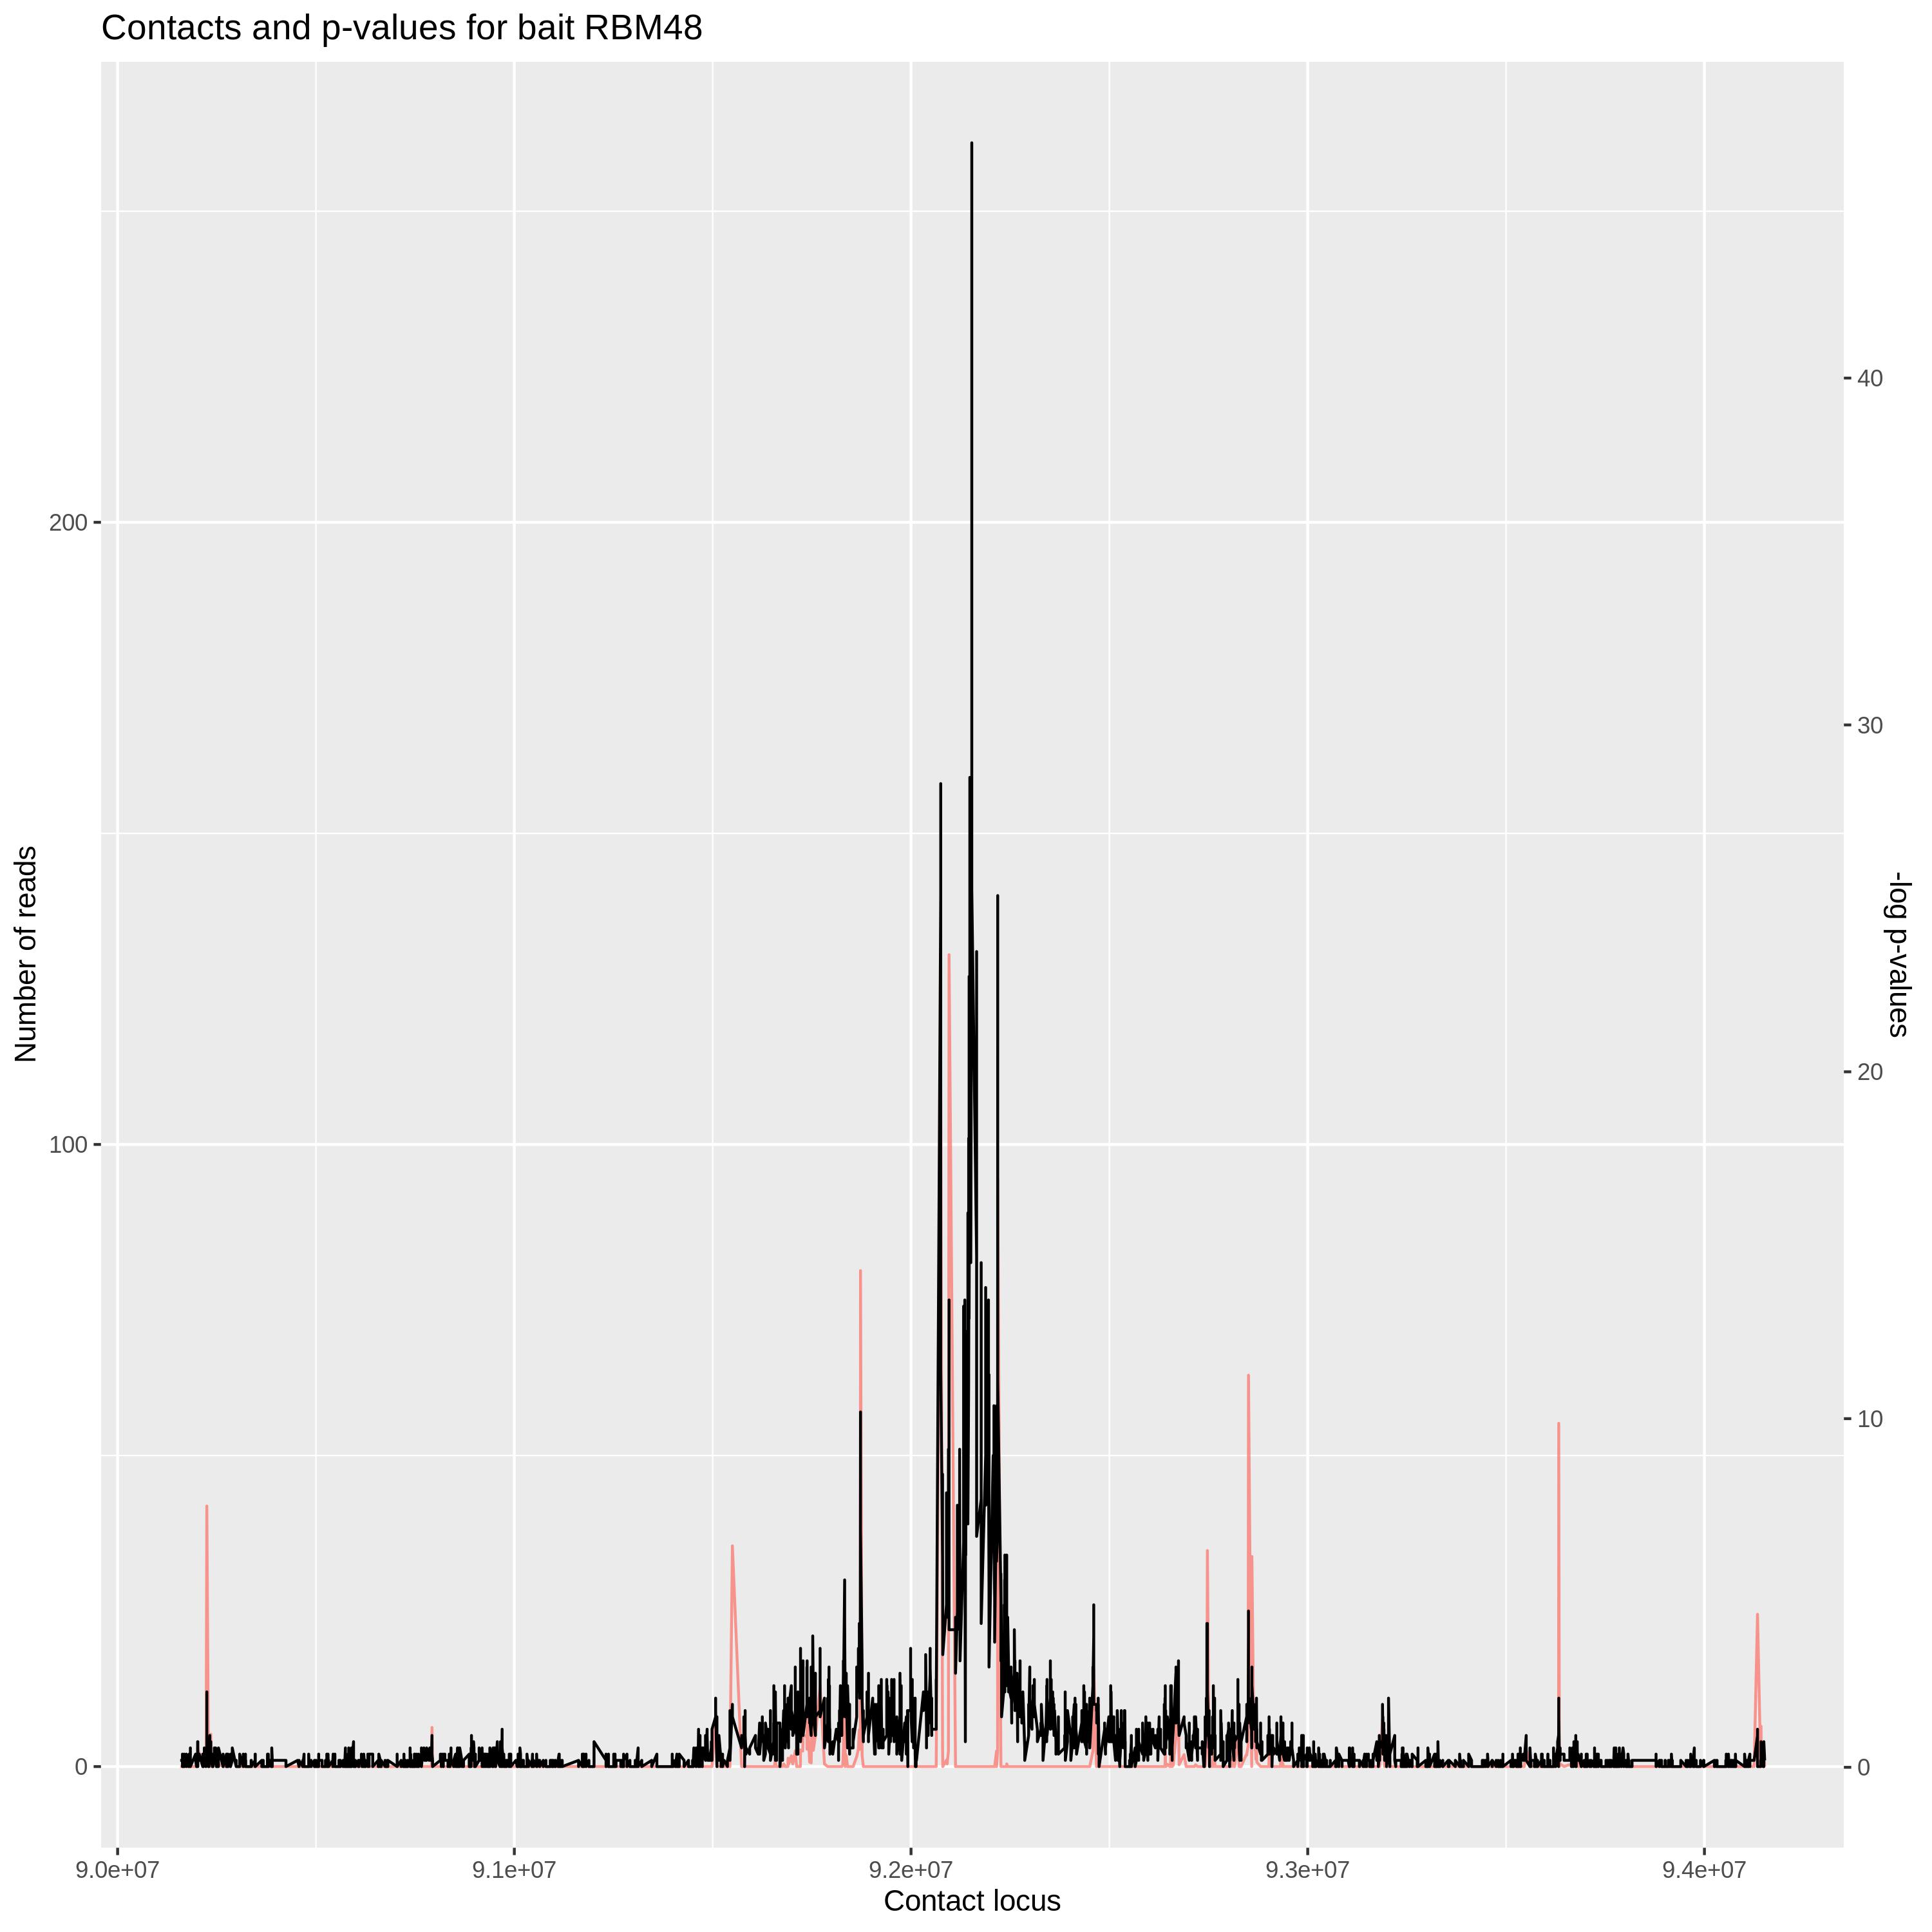 Contacts and p-values for bait RBM48
Number of reads
200
100
0
40
30
20
10
0
-log p-values
9.0e+07
9.1e+07
9.2e+07
9.3e+07
9.4e+07
Contact locus